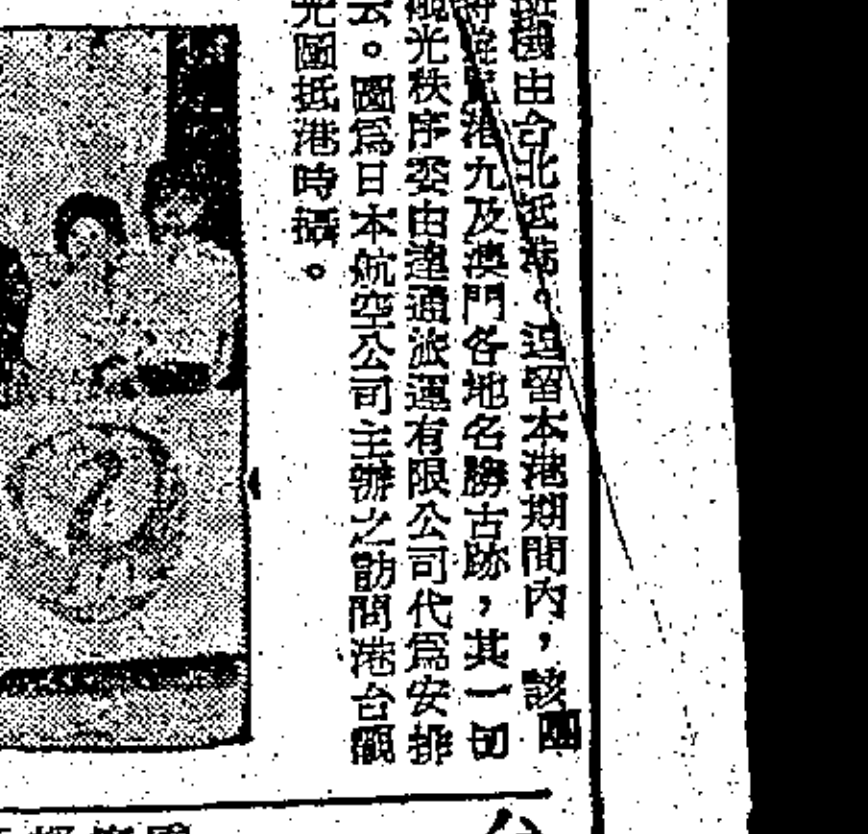 機由台北抵港。逗留本港期間內，該團
港九及澳門各地名勝古跡，其一切
觀光秩序委由達通旅運有限公司代爲安排
云。圖爲日本航空公司主辦之訪問港台觀
光團抵港時攝。